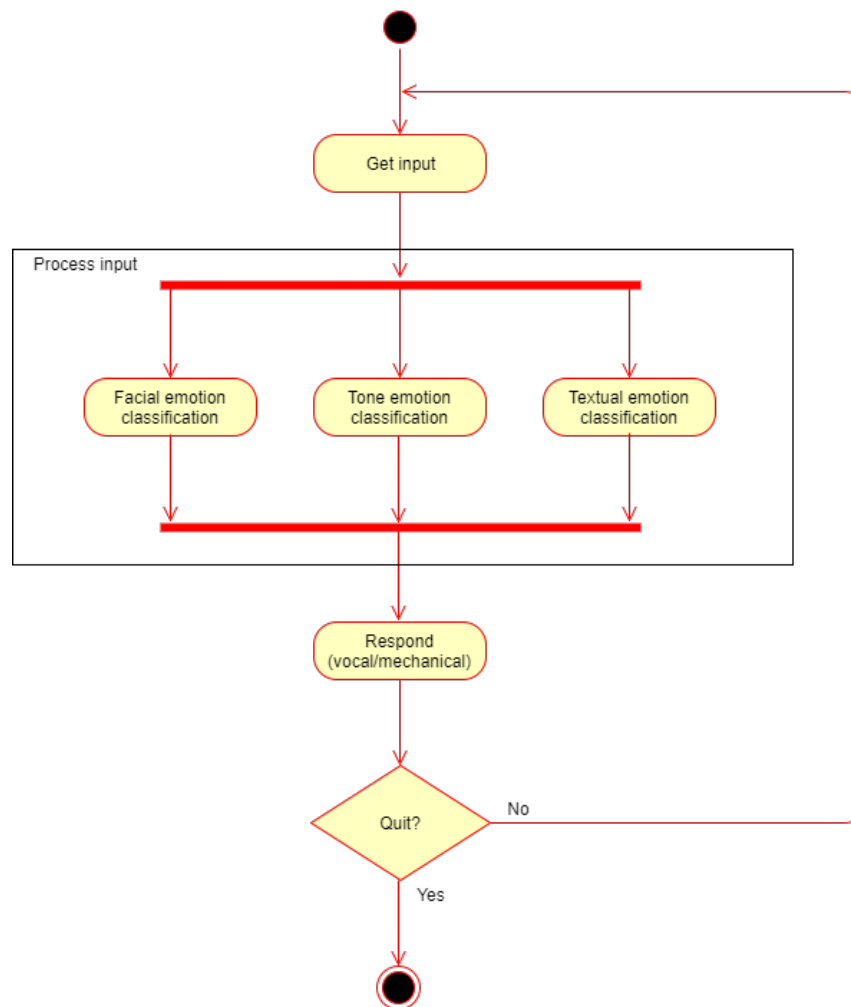 Get input
Process input
Facial emotion
classification
Tone emotion
classification
Textual emotion
classification
Respond
(vocal/mechanical)
Quit?
No
Yes